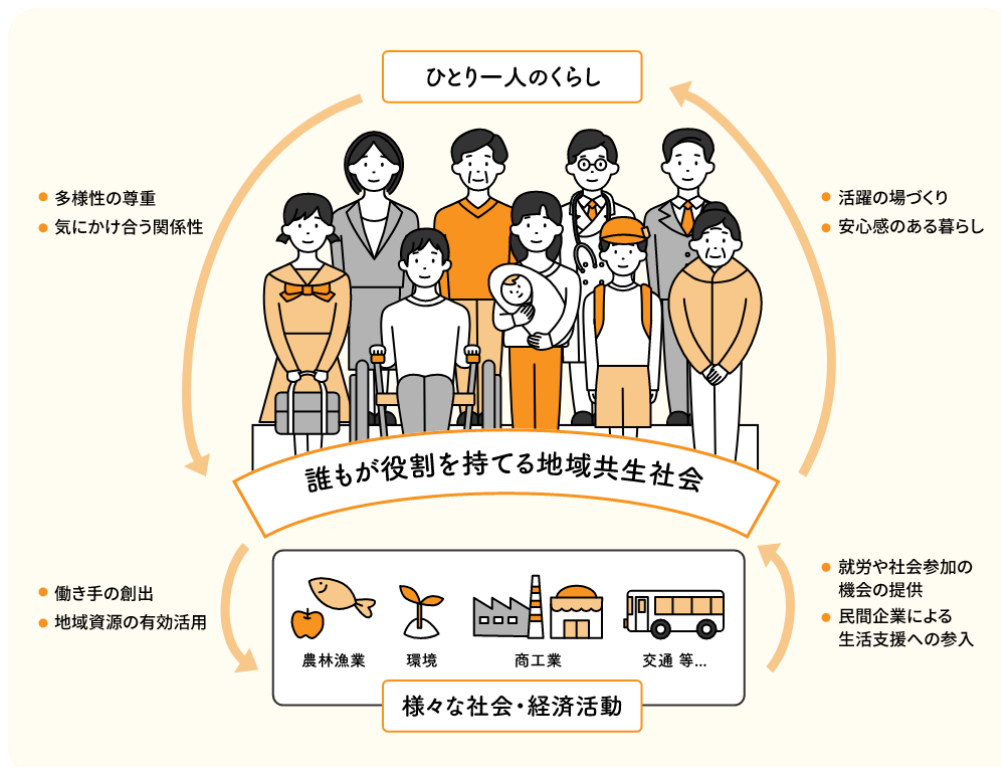 ひとり一人のくらし
● 多様性の尊重
● 気にかけ合う関係性
● 活躍の場づくり
● 安心感のある暮らし
誰もが役割を持てる地域共生社会
● 働き手の創出
● 地域資源の有効活用
● 就労や社会参加の
機会の提供
● 民間企業による
生活支援への参入
農林漁業
環境
商工業
交通 等...
様々な社会・経済活動